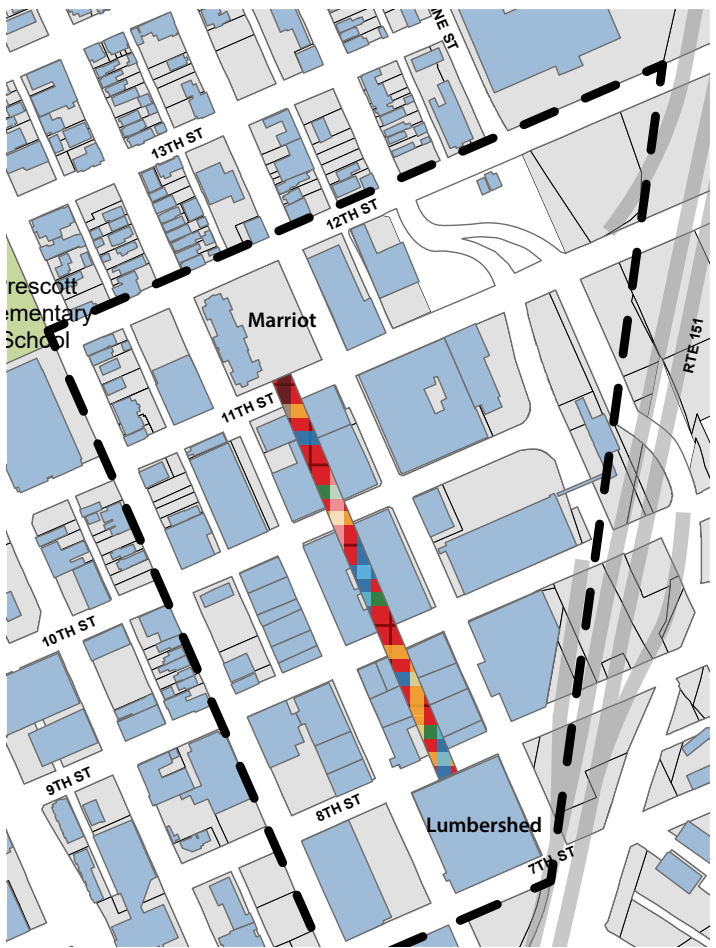 NE ST
13TH ST
12TH ST
rescott
ementary
School
Marriot
RTE 151
11TH ST
10TH ST
9TH ST
8TH ST
Lumbershed
7TH ST